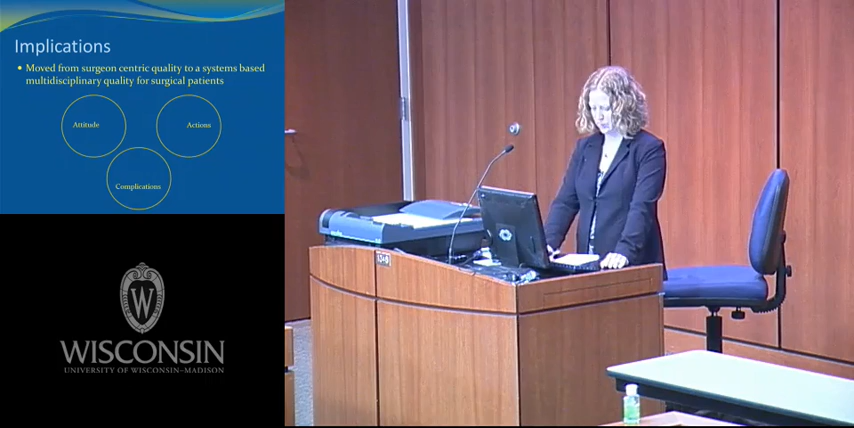 Implications
• Moved from surgeon centric quality to a systems based
multidisciplinary quality for surgical patients
Attitude
Actions
Complications
W
WISCONSIN
UNIVERSITY OF WISCONSIN–MADISON